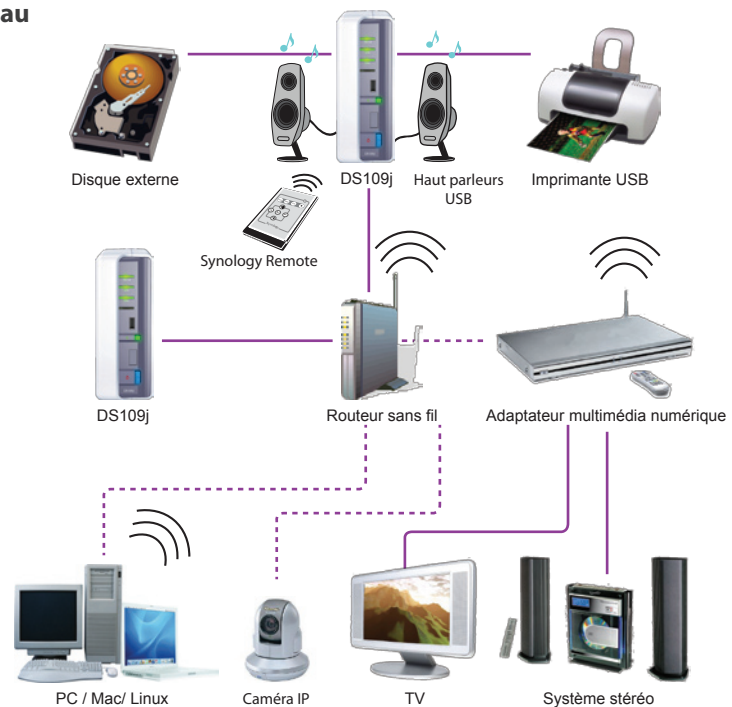 au
Disque externe
DS109j
Haut parleurs
USB
Imprimante USB
Synology Remote
DS109j
Routeur sans fil
Adaptateur multimédia numérique
PC / Mac/ Linux
Caméra IP
TV
Système stéréo